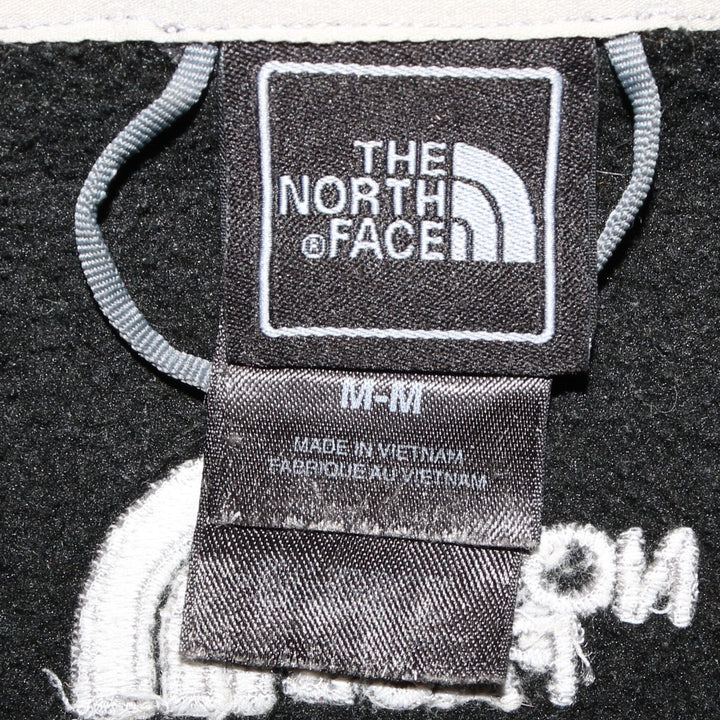 THE
NORTH
® FACE
M-M
MADE IN VIETNAM
FABRIQUE AU VIETNAM